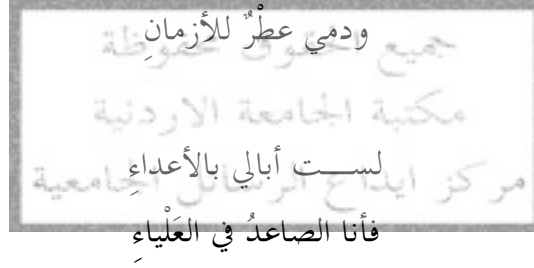 ودمي عطْرٌ للأزمانِ
جميع الحقوق محفوظة
مكتبة الجامعة الاردنية
لســت أبالي بالأعداءِ
مركز ايداع الرسائل الجامعية
فأنا الصاعدُ في العَلْياءِ